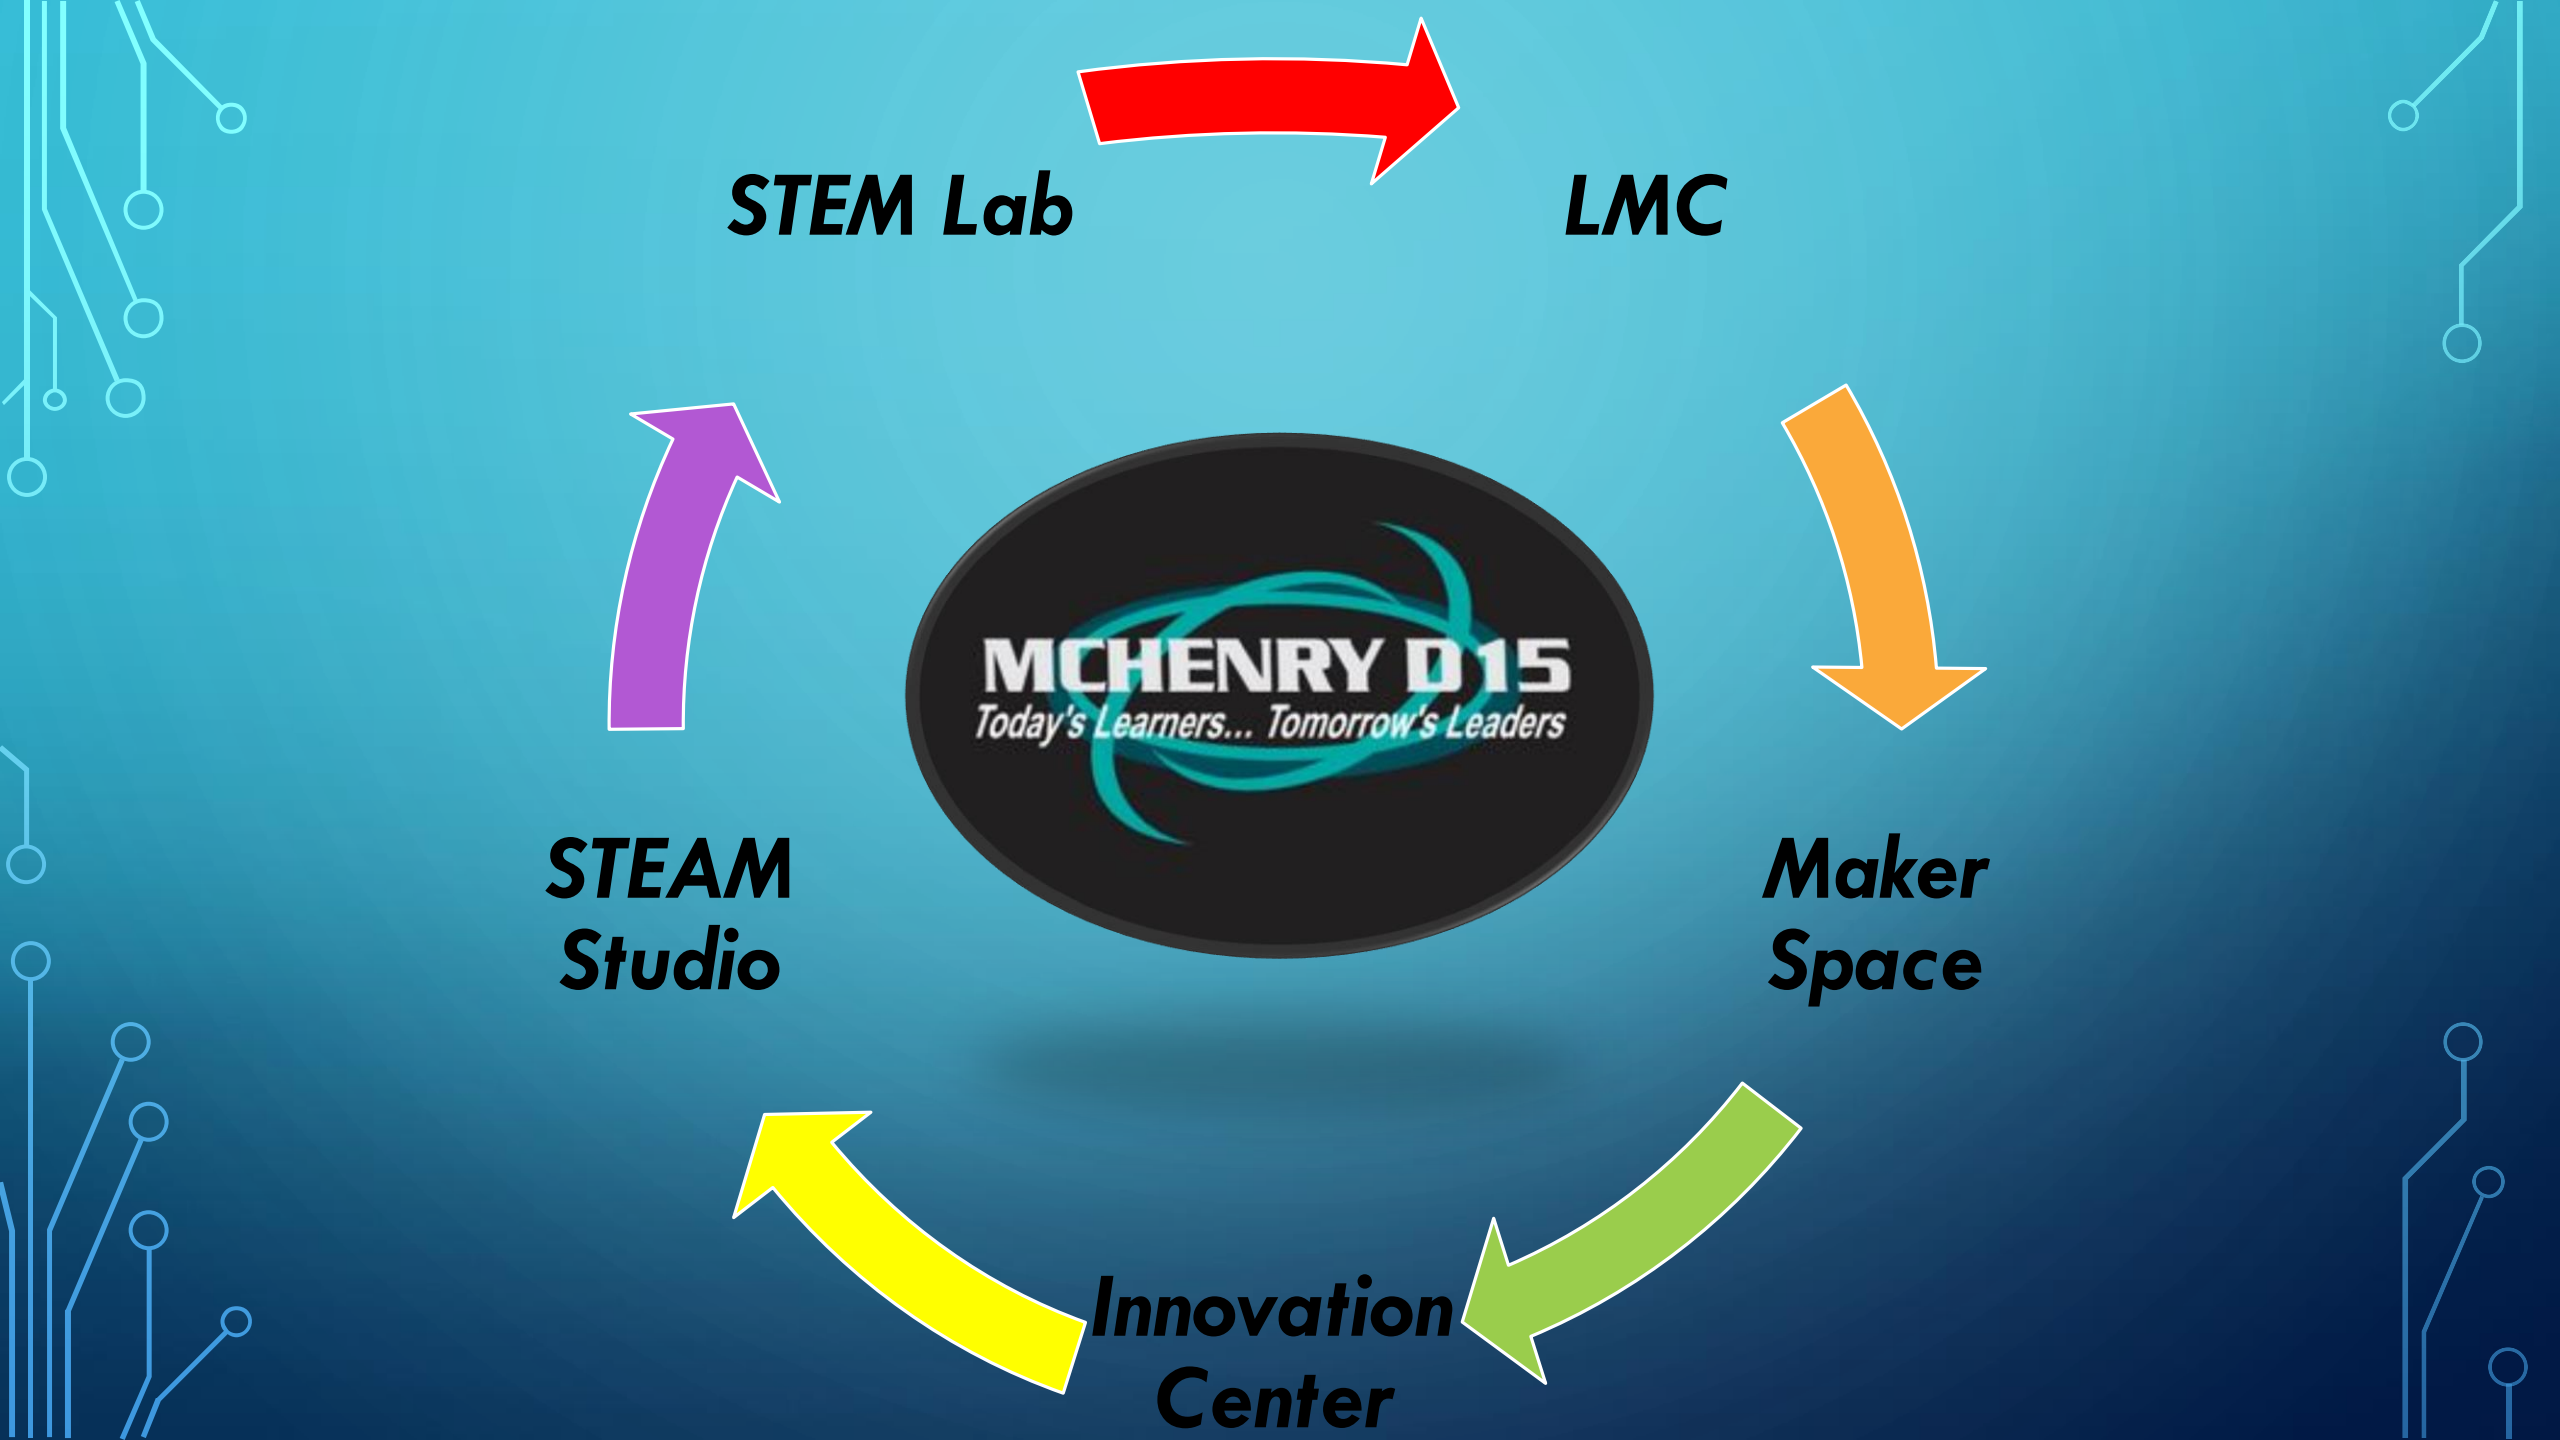 STEM Lab
LMC
MCHENRY D15
Today's Learners... Tomorrow's Leaders
STEAM
Studio
Maker
Space
Innovation
Center